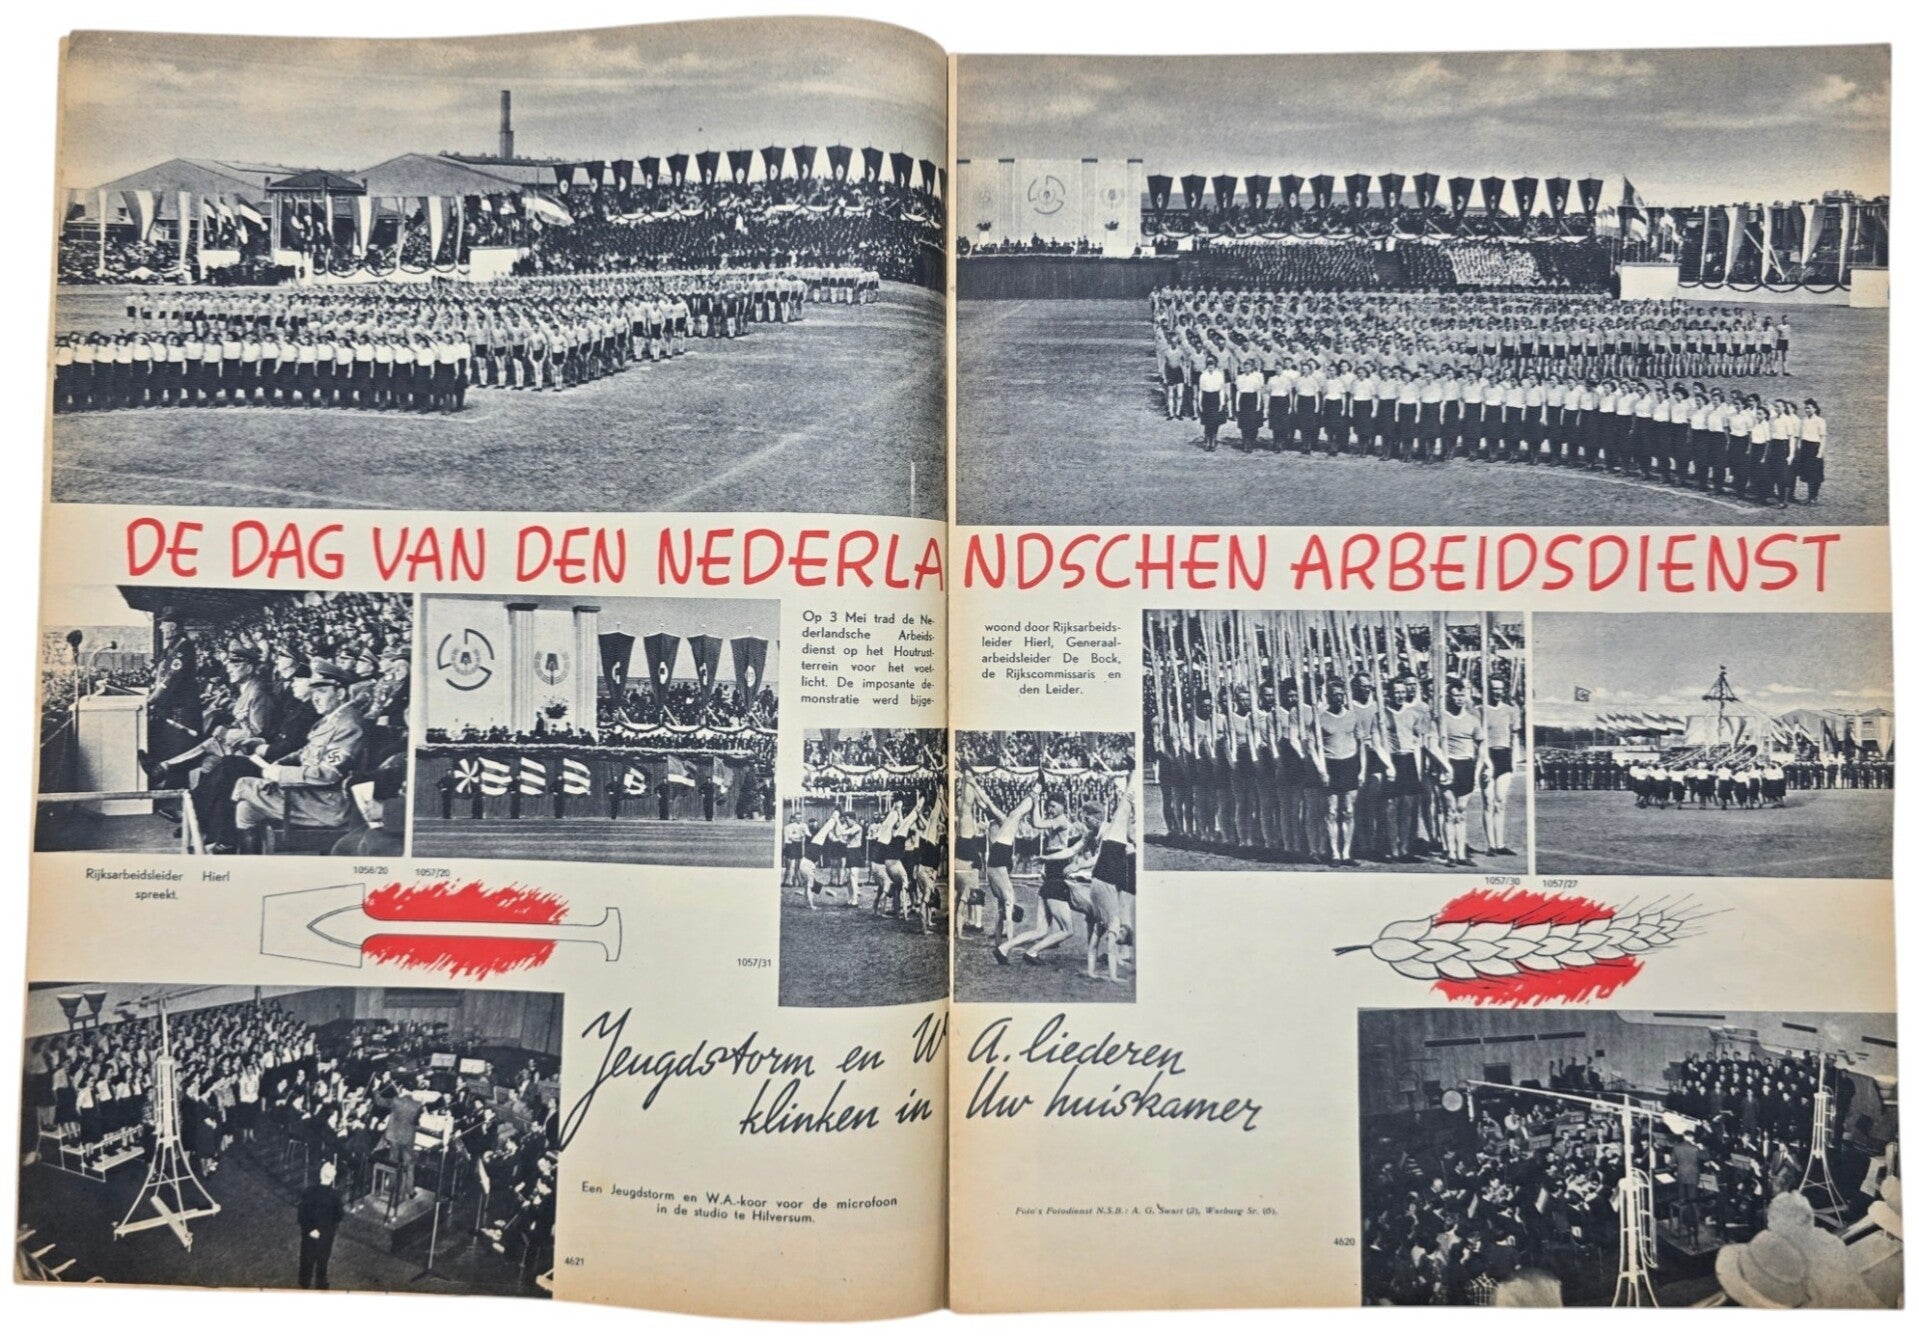 DE DAG VAN DEN NEDERLANDSCHEN ARBEIDSDIENST
Op 3 Mei trad de Ne-
derlandsche Arbeids-
dienst op het Houtrust-
terrein voor het voet-
licht. De imposante de-
monstratie werd bijge-
woond door Rijksarbeids-
leider Hierl, Generaal-
arbeidsleider De Bock,
de Rijkscommissaris en
den Leider.
Rijksarbeidsleider Hierl
spreekt.
1056/20
1057/20
1057/31
1057/30
1057/27
Jeugdstorm en W A. liederen
klinken in Uw huiskamer
Een Jeugdstorm en W.A.-koor voor de microfoon
in de studio te Hilversum.
4621
Foto's Fotodienst N.S.B.: A. G. Swart (3), Warburg Sr. (6).
4620